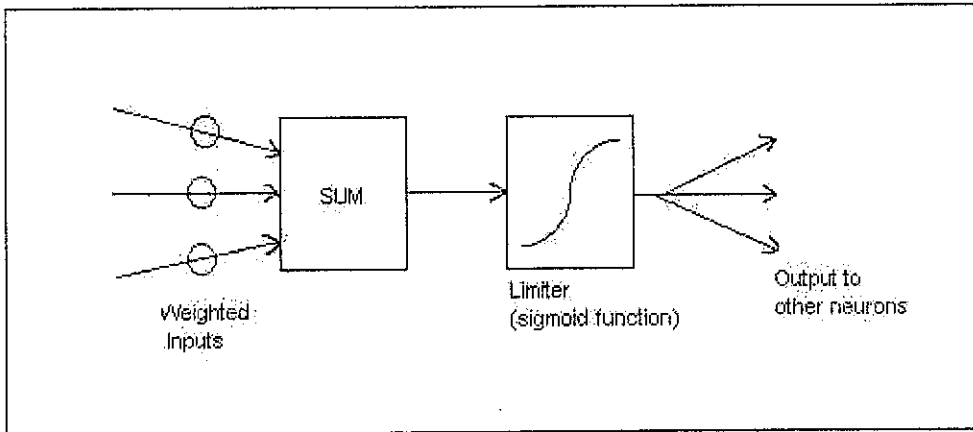 SUM
Weighted
Inputs
Limiter
(sigmoid function)
Output to
other neurons